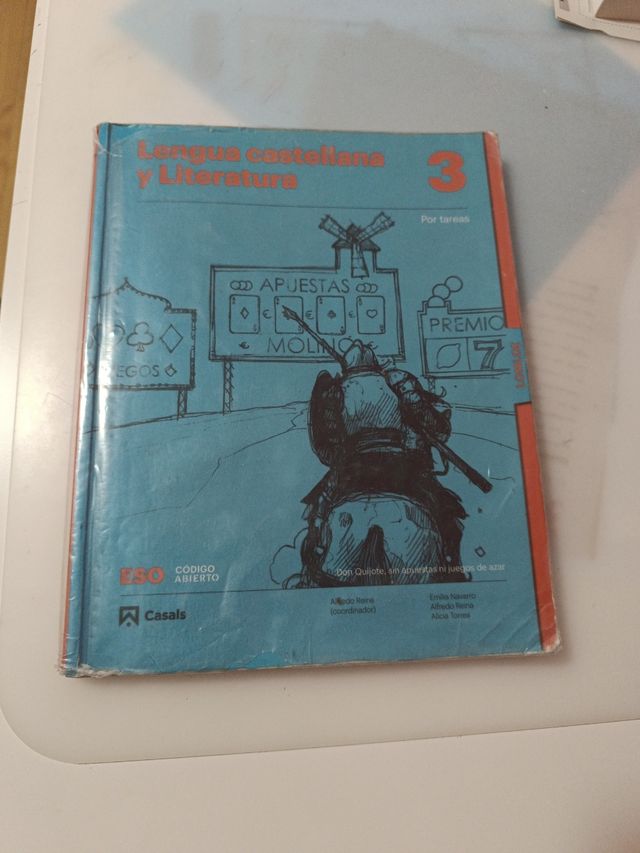 Lengua castellana
y Literatura
3
Por tareas
APUESTAS
€ € €
€ MOLINO €
EGOS
PREMIO
7
ESO
CÓDIGO
ABIERTO
Don Quijote, sin apuestas ni juegos de azar
Casals
Alfredo Reina
(coordinador)
Emilia Navarro
Alfredo Reina
Alicia Torres